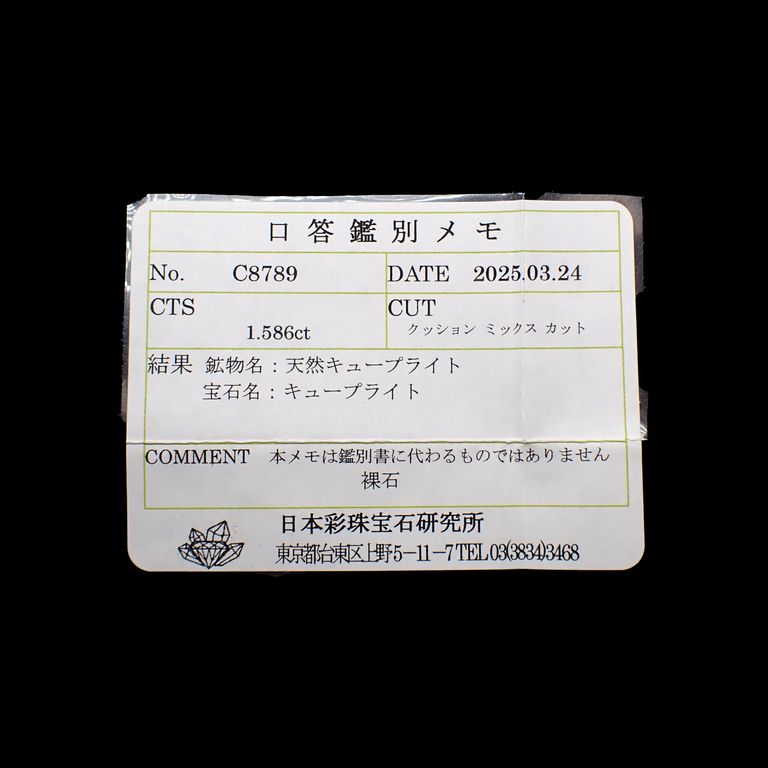 口答鑑別メモ
No. C8789 DATE 2025.03.24
CTS CUT
1.586ct クッション ミックス カット
結果 鉱物名：天然キュープライト
宝石名：キュープライト
COMMENT 本メモは鑑別書に代わるものではありません
裸石
日本彩珠宝石研究所
東京都台東区上野5−11−7 TEL 03(3834)3468